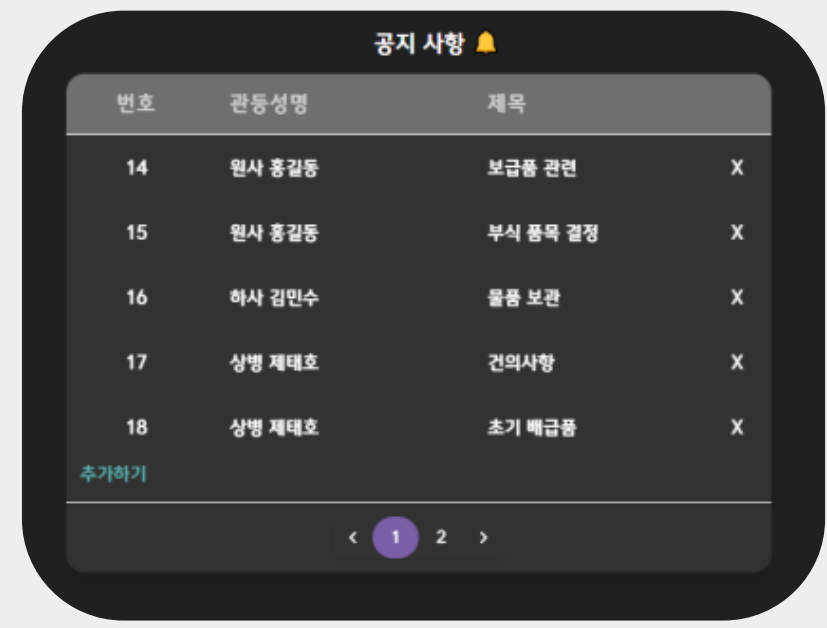 공지 사항 🔔
번호 관등성명 제목
14 원사 홍길동 보급품 관련 X
15 원사 홍길동 부식 품목 결정 X
16 하사 김민수 물품 보관 X
17 상병 제태호 건의사항 X
18 상병 제태호 초기 배급품 X
추가하기
< 1 2 >